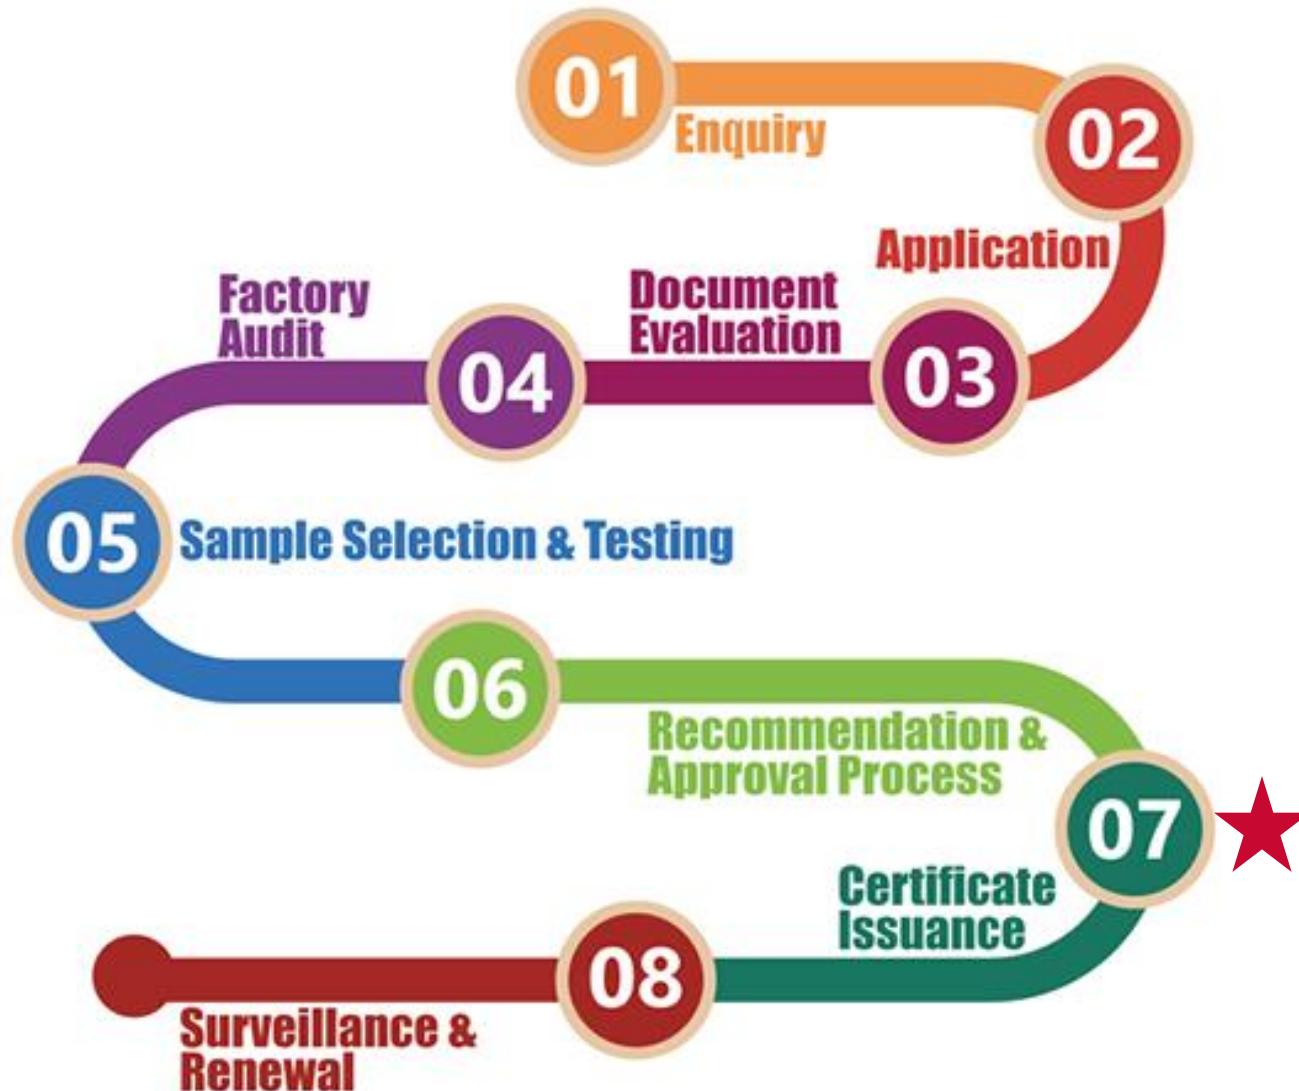 01
Enquiry
02
Application
03
Document
Evaluation
04
Factory
Audit
05
Sample Selection & Testing
06
Recommendation &
Approval Process
07
Certificate
Issuance
08
Surveillance &
Renewal